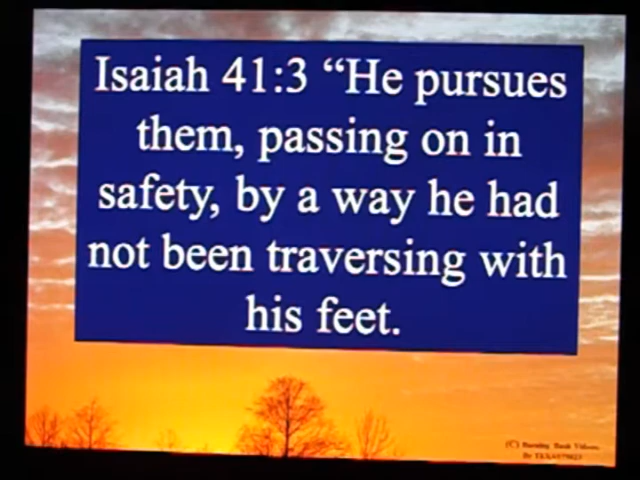 Isaiah 41:3 “He pursues
them, passing on in
safety, by a way he had
not been traversing with
his feet.
(C)
By